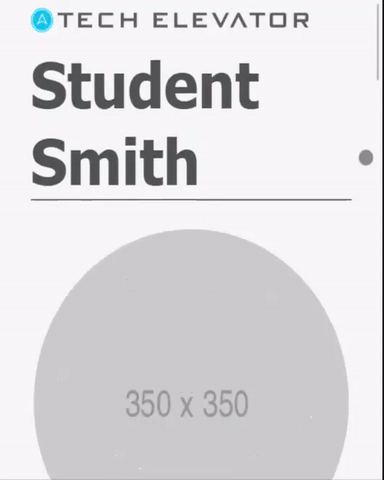 TECH ELEVATOR
Student
Smith
350 x 350